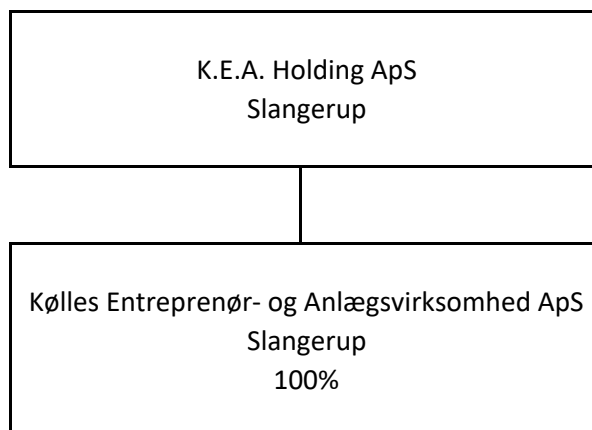 K.E.A. Holding ApS
Slangerup
Kølles Entreprenør- og Anlægsvirksomhed ApS
Slangerup
100%